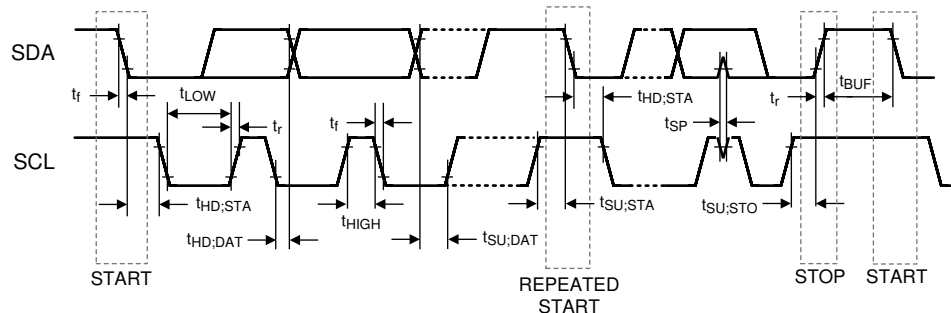 SDA
t_f
t_LOW
t_r
t_f
t_HD;STA
t_SP
t_r
t_BUF
SCL
t_HD;STA
t_HD;DAT
t_HIGH
t_SU;DAT
t_SU;STA
t_SU;STO
START
REPEATED
START
STOP
START